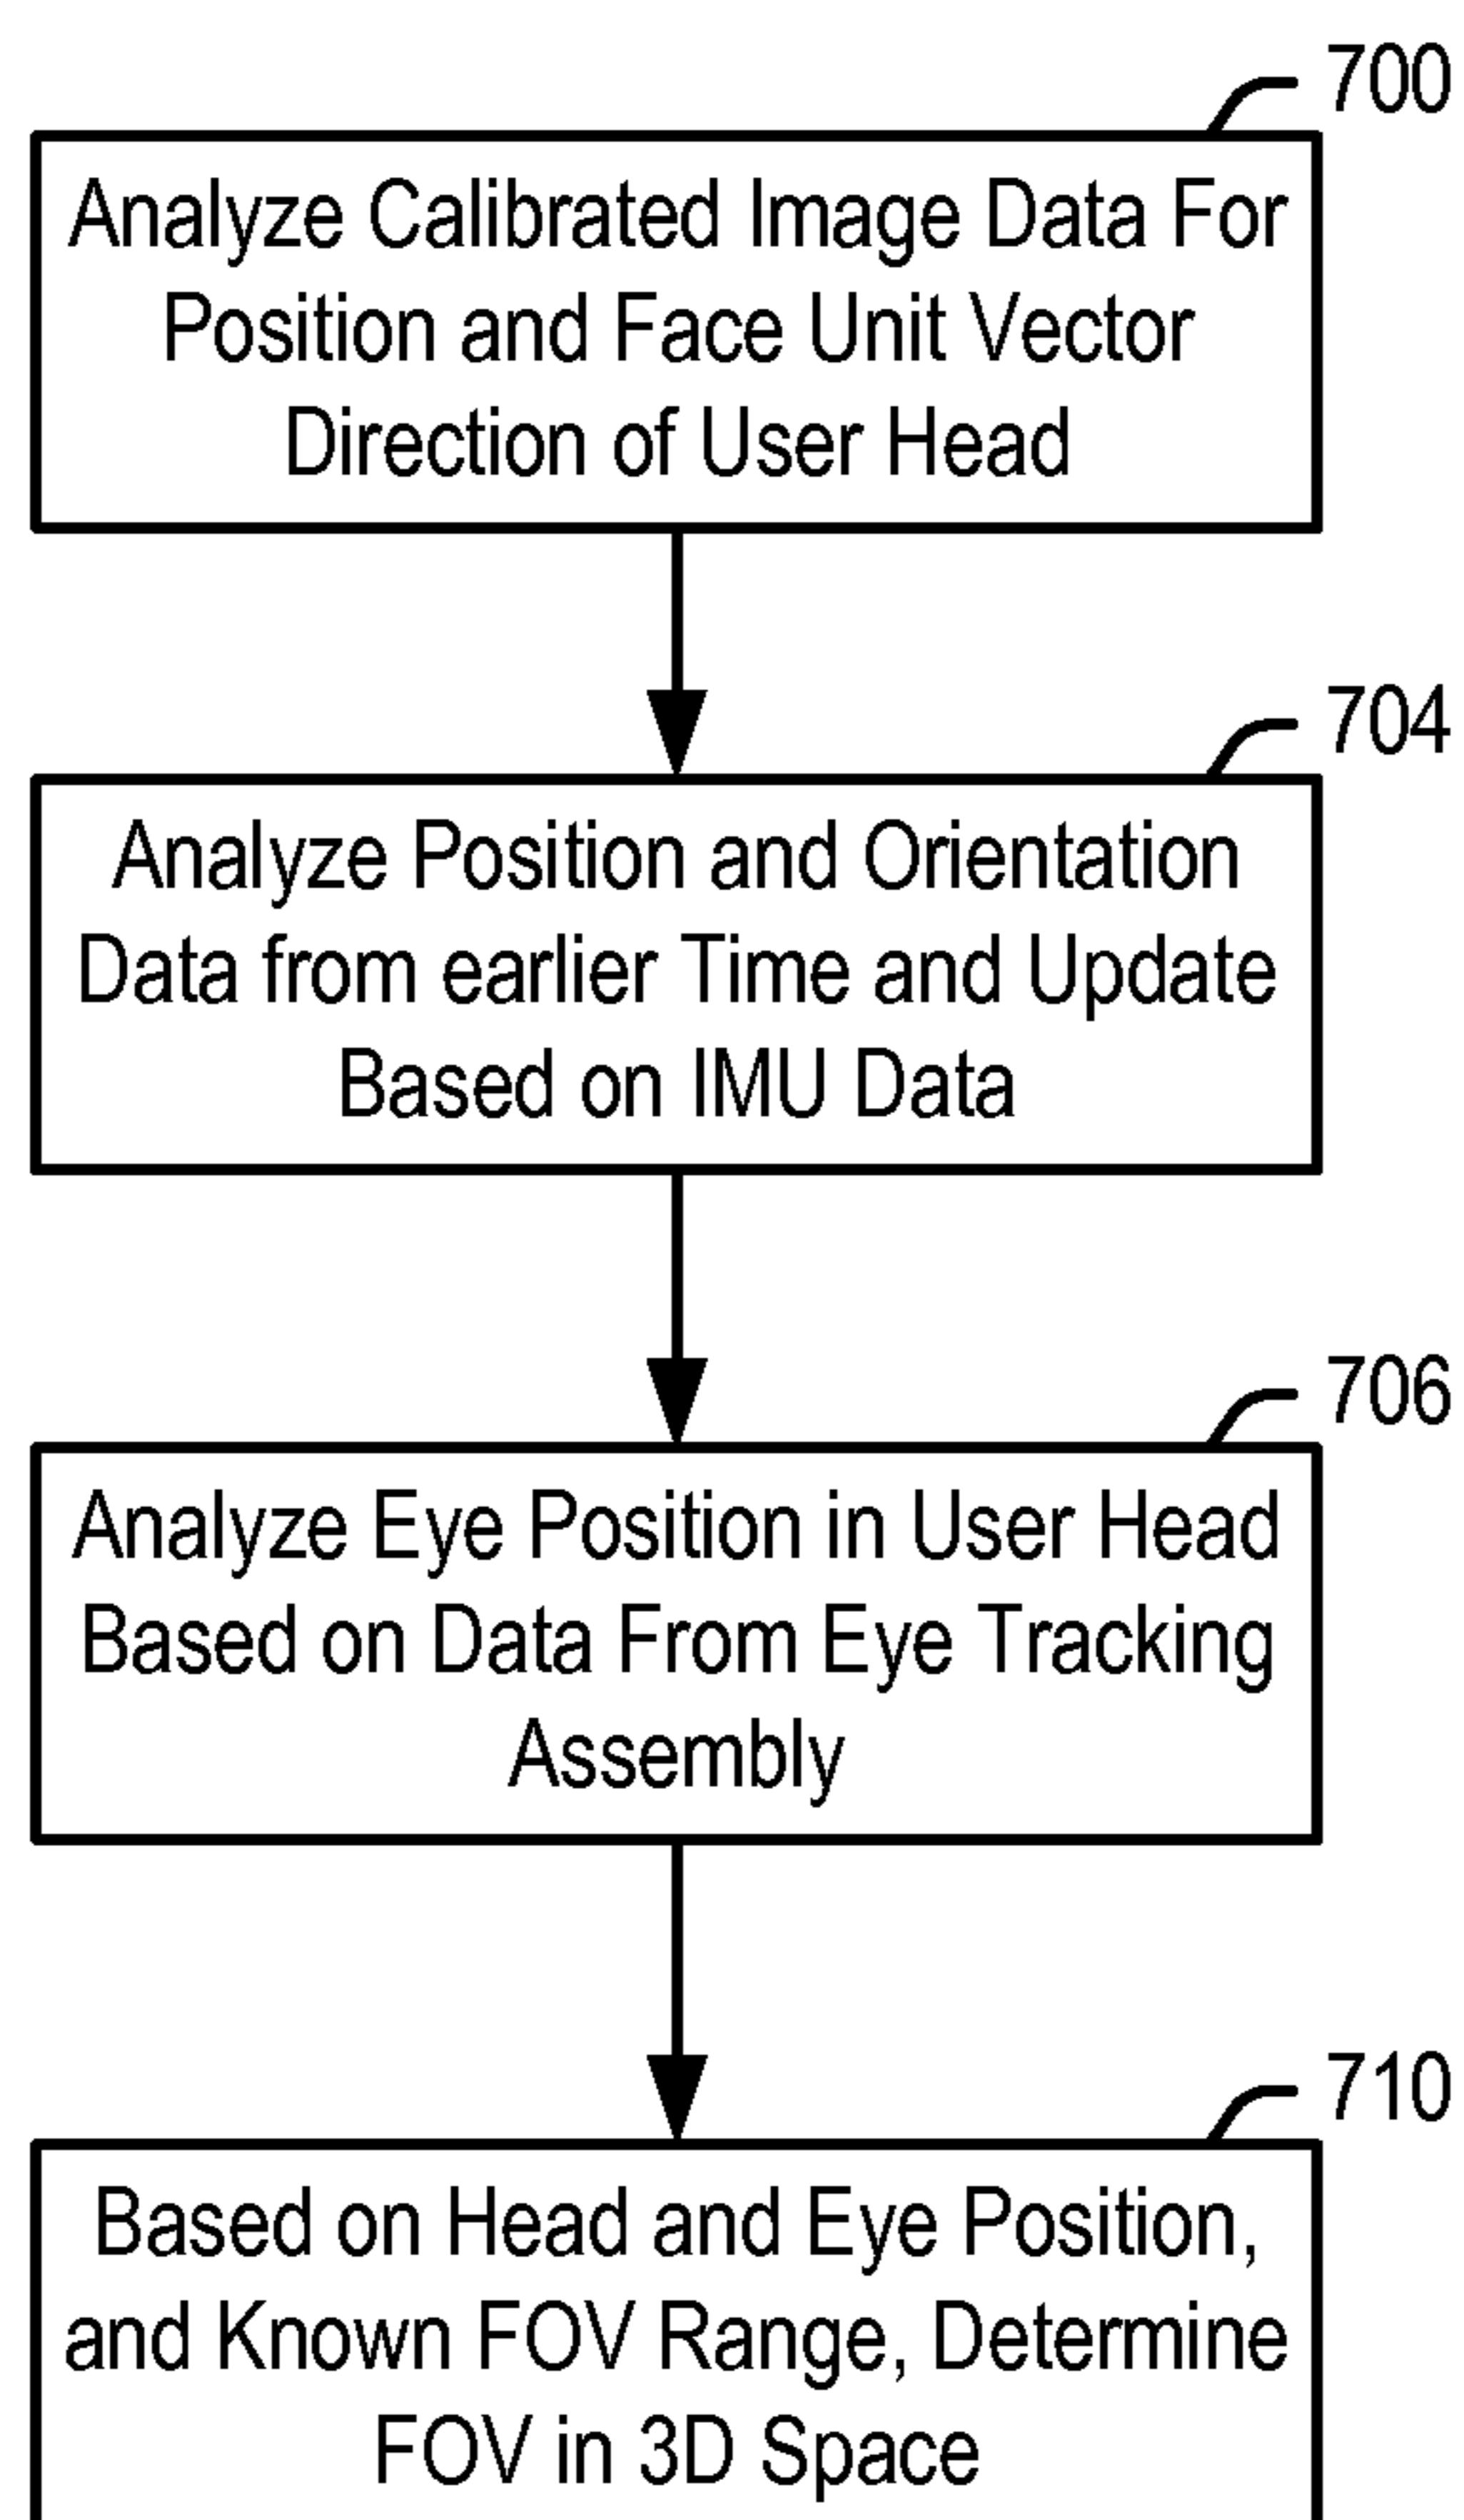 700
Analyze Calibrated Image Data For
Position and Face Unit Vector
Direction of User Head
704
Analyze Position and Orientation
Data from earlier Time and Update
Based on IMU Data
706
Analyze Eye Position in User Head
Based on Data From Eye Tracking
Assembly
710
Based on Head and Eye Position,
and Known FOV Range, Determine
FOV in 3D Space